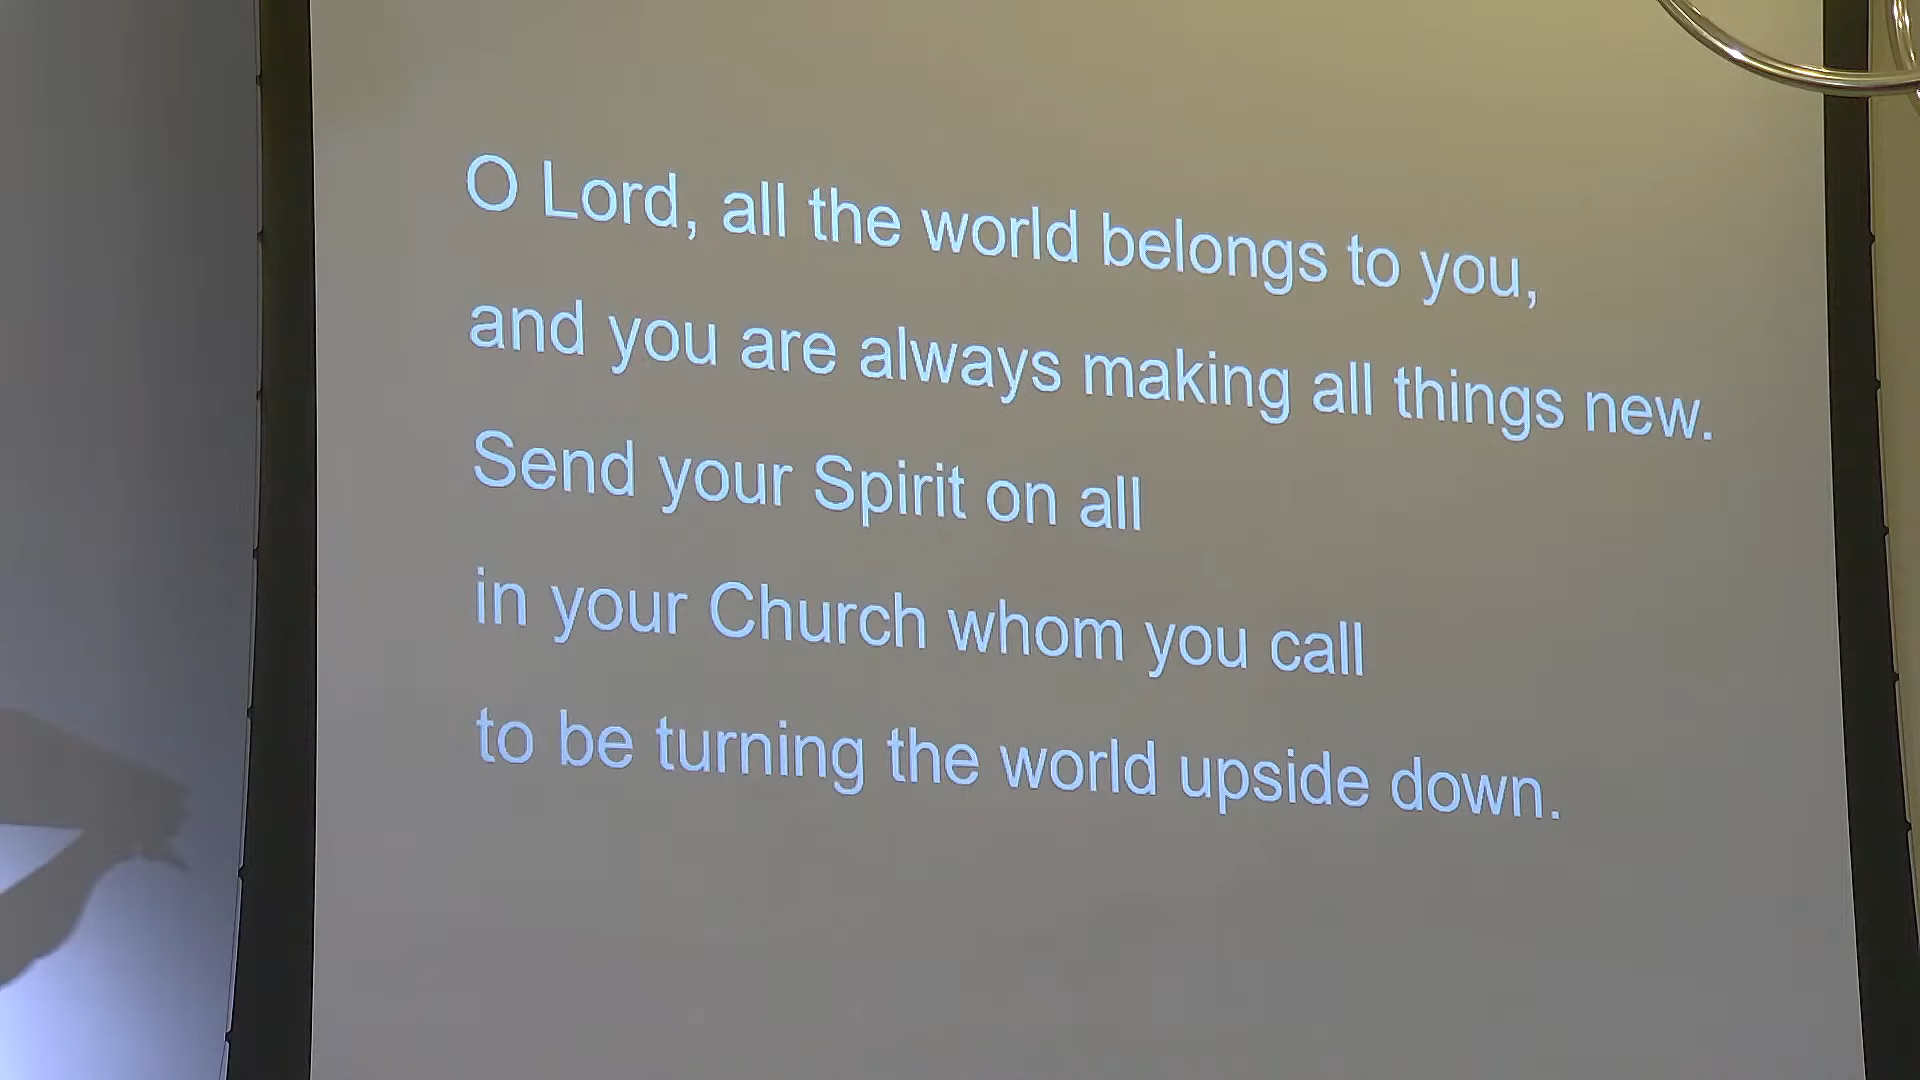 O Lord, all the world belongs to you,
and you are always making all things new.
Send your Spirit on all
in your Church whom you call
to be turning the world upside down.